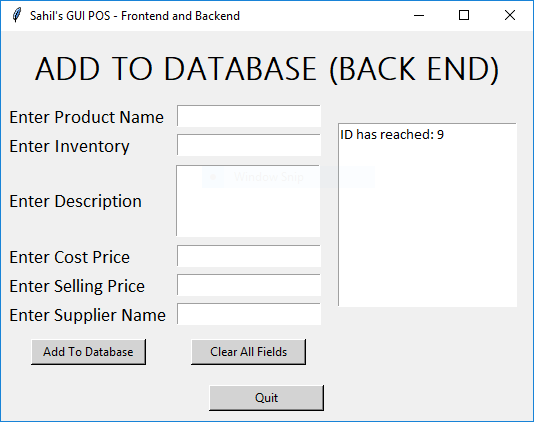 Sahil's GUI POS - Frontend and Backend
ADD TO DATABASE (BACK END)
Enter Product Name
Enter Inventory
Enter Description
Enter Cost Price
Enter Selling Price
Enter Supplier Name
ID has reached: 9
Window Snip
Add To Database
Clear All Fields
Quit